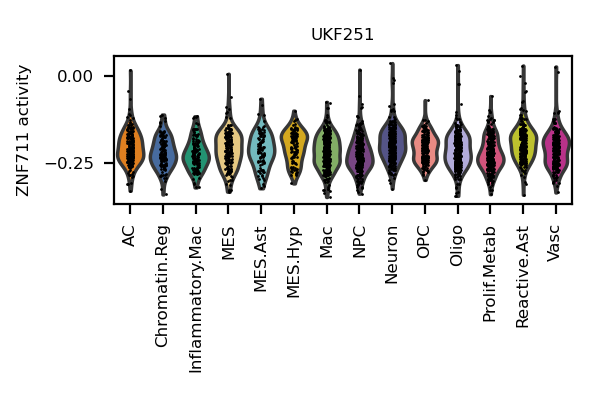 UKF251
ZNF711 activity
0.00
−0.25
AC
Chromatin.Reg
Inflammatory.Mac
MES
MES.Ast
MES.Hyp
Mac
NPC
Neuron
OPC
Oligo
Prolif.Metab
Reactive.Ast
Vasc